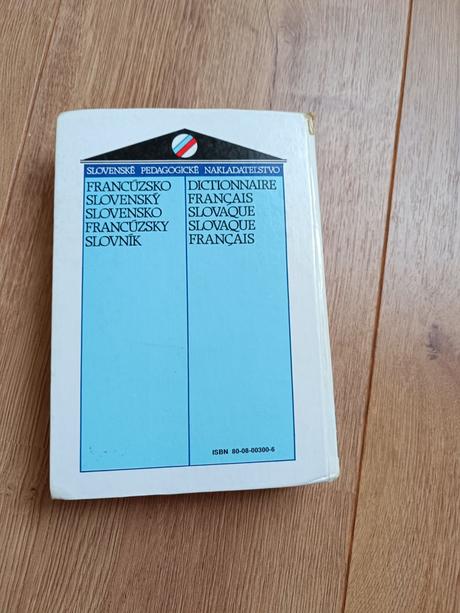 SLOVENSKÉ PEDAGOGICKÉ NAKLADATEĽSTVO
FRANCÚZSKO
SLOVENSKÝ
SLOVENSKO
FRANCÚZSKY
SLOVNÍK
DICTIONNAIRE
FRANÇAIS
SLOVAQUE
SLOVAQUE
FRANÇAIS
ISBN 80-08-00300-6